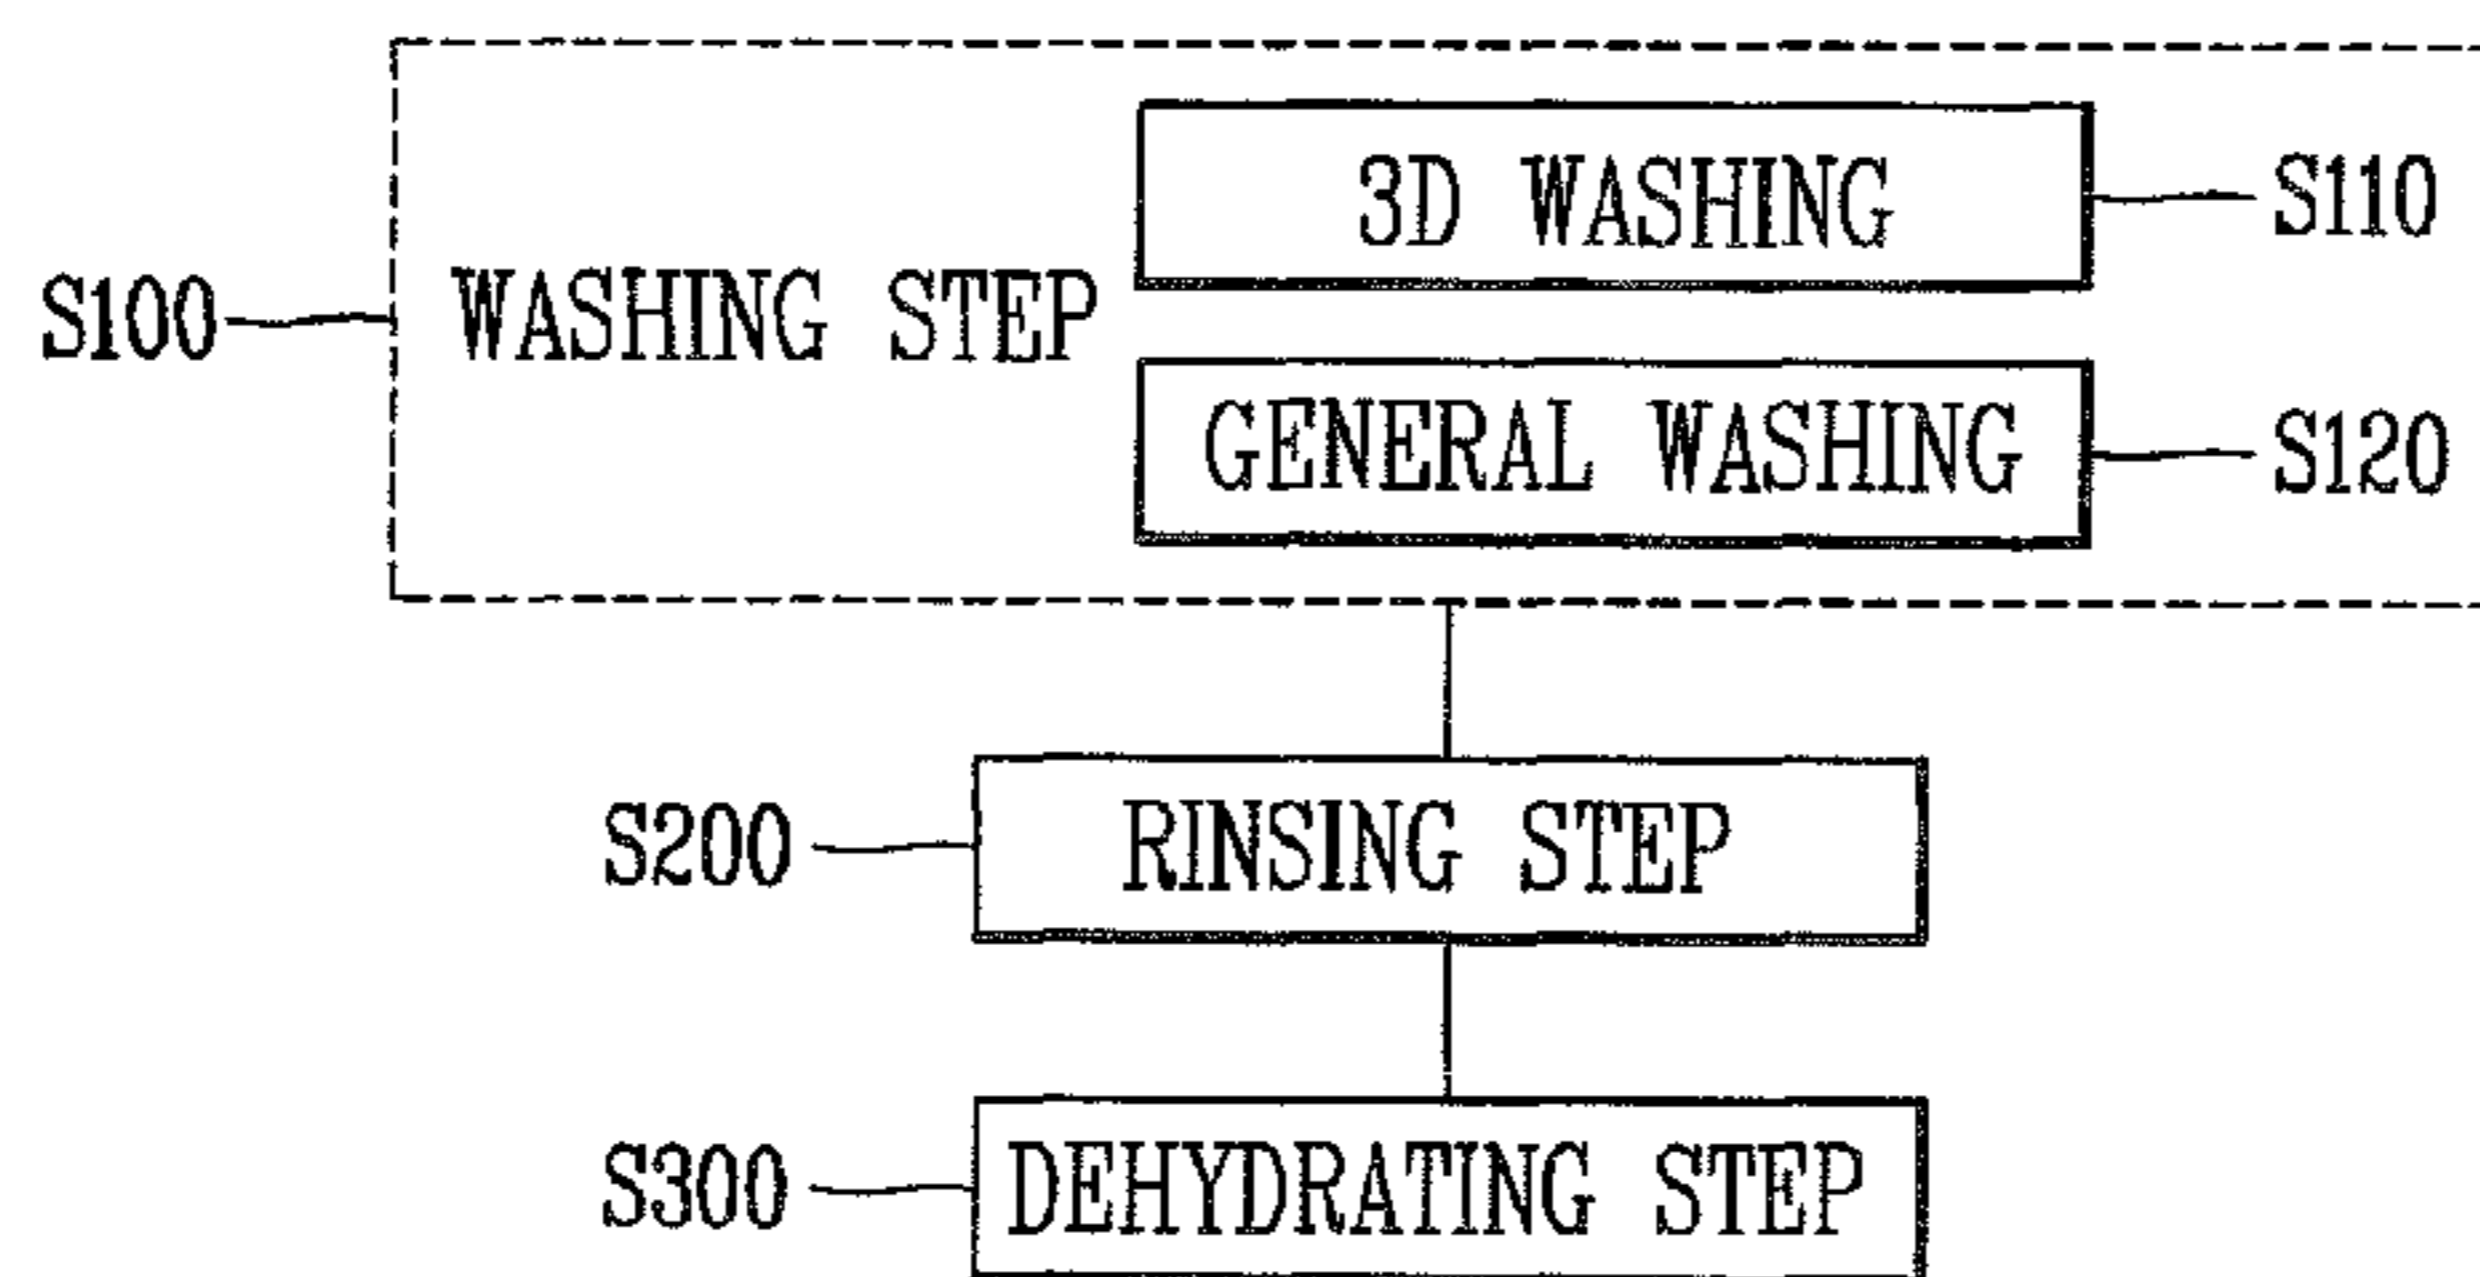 3D WASHING S110
S100 WASHING STEP
GENERAL WASHING S120
S200 RINSING STEP
S300 DEHYDRATING STEP